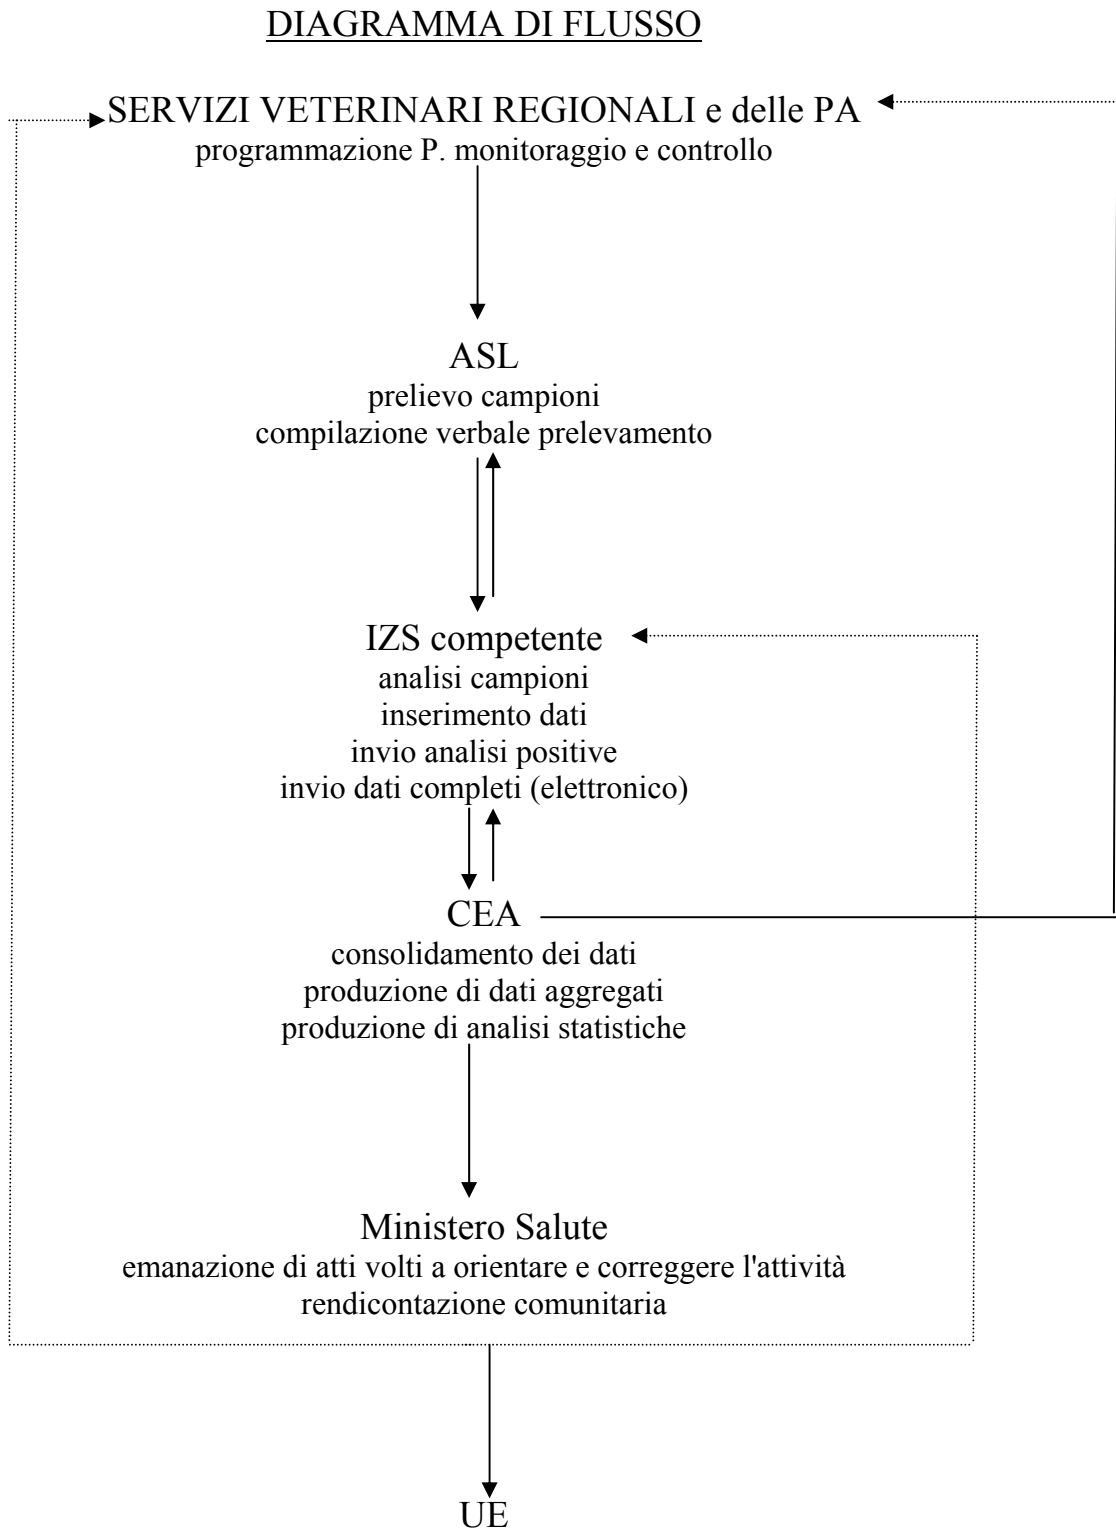 DIAGRAMMA DI FLUSSO
SERVIZI VETERINARI REGIONALI e delle PA
programmazione P. monitoraggio e controllo
ASL
prelievo campioni
compilazione verbale prelevamento
IZS competente
analisi campioni
inserimento dati
invio analisi positive
invio dati completi (elettronico)
CEA
consolidamento dei dati
produzione di dati aggregati
produzione di analisi statistiche
Ministero Salute
emanazione di atti volti a orientare e correggere l'attività
rendicontazione comunitaria
UE